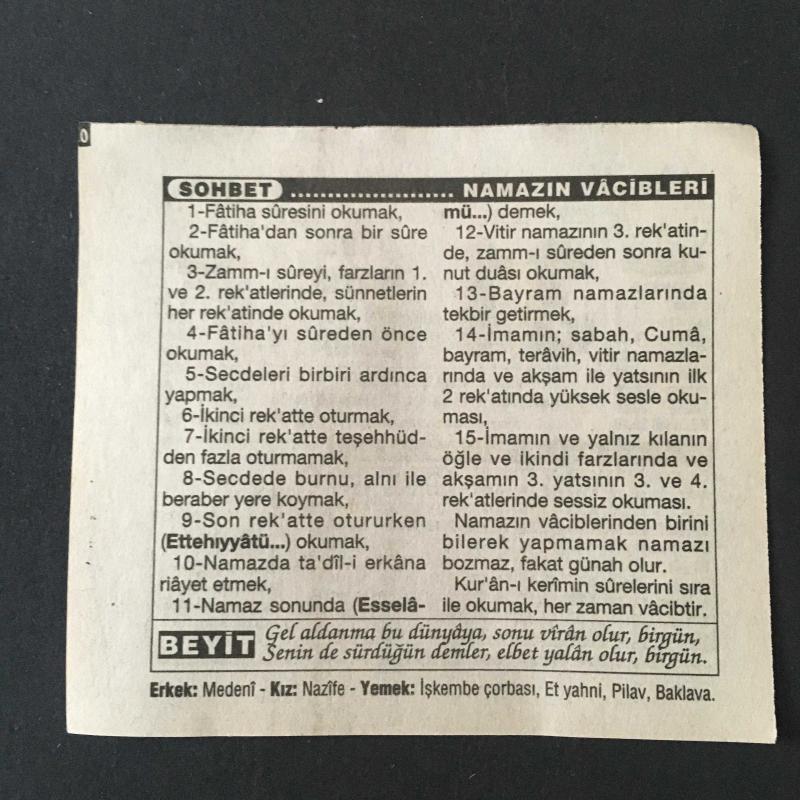 0
SOHBET ...................... NAMAZIN VÂCİBLERİ
1-Fâtiha sûresini okumak,
2-Fâtiha'dan sonra bir sûre
okumak,
3-Zamm-ı sûreyi, farzların 1.
ve 2. rek'atlerinde, sünnetlerin
her rek'atinde okumak,
4-Fâtiha'yı sûreden önce
okumak,
5-Secdeleri birbiri ardınca
yapmak,
6-İkinci rek'atte oturmak,
7-İkinci rek'atte teşehhüd-
den fazla oturmamak,
8-Secdede burnu, alnı ile
beraber yere koymak,
9-Son rek'atte otururken
(Ettehıyyâtü...) okumak,
10-Namazda ta'dîl-i erkâna
riâyet etmek,
11-Namaz sonunda (Esselâ-
mü...) demek,
12-Vitir namazının 3. rek'atin-
de, zamm-ı sûreden sonra ku-
nut duâsı okumak,
13-Bayram namazlarında
tekbir getirmek,
14-İmamın; sabah, Cumâ,
bayram, terâvih, vitir namazla-
rında ve akşam ile yatsının ilk
2 rek'atında yüksek sesle oku-
ması,
15-İmamın ve yalnız kılanın
öğle ve ikindi farzlarında ve
akşamın 3. yatsının 3. ve 4.
rek'atlerinde sessiz okuması.
Namazın vâciblerinden birini
bilerek yapmamak namazı
bozmaz, fakat günah olur.
Kur'ân-ı kerîmin sûrelerini sıra
ile okumak, her zaman vâcibtir.
BEYİT
Gel aldanma bu dünyâya, sonu vîrân olur, birgün,
Senin de sürdüğün demler, elbet yalân olur, birgün.
Erkek: Medenî - Kız: Nazîfe - Yemek: İşkembe çorbası, Et yahni, Pilav, Baklava.